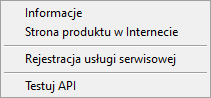 Informacje
Strona produktu w Internecie
Rejestracja usługi serwisowej
Testuj API